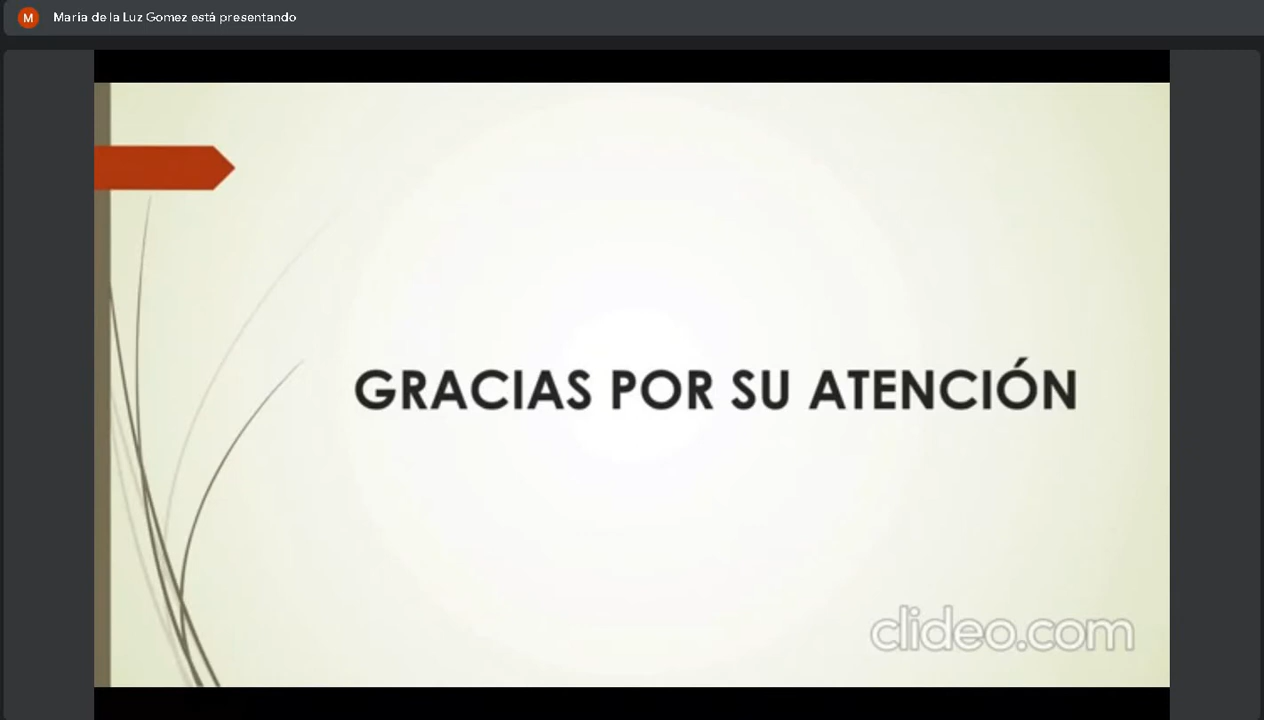 M
Maria de la Luz Gomez está presentando
GRACIAS POR SU ATENCIÓN
clideo.com